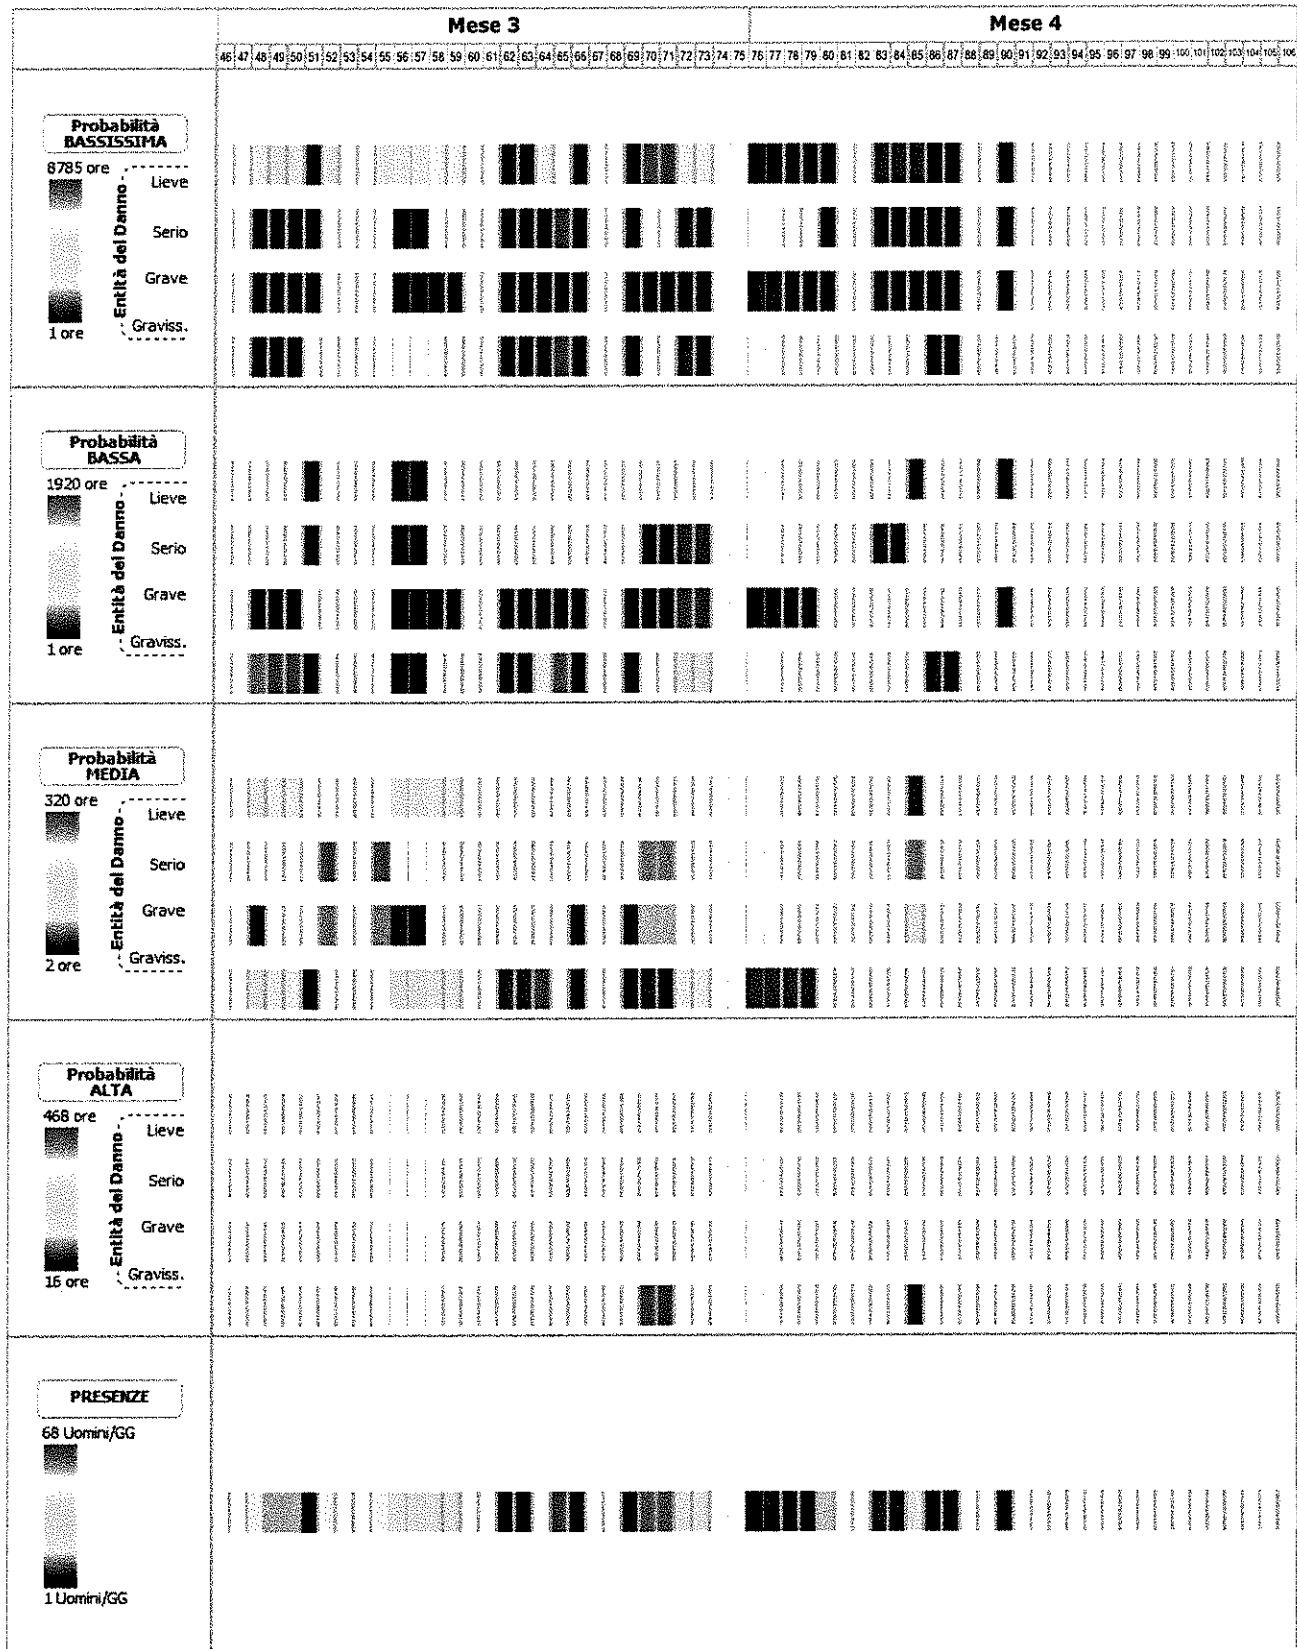 Mese 3 Mese 4
46 47 48 49 50 51 52 53 54 55 56 57 58 59 60 61 62 63 64 65 66 67 68 69 70 71 72 73 74 75 76 77 78 79 80 81 82 83 84 85 86 87 88 89 90 91 92 93 94 95 96 97 98 99 100 101 102 103 104 105 106
Probabilità
BASSISSIMA
8785 ore
Entità del Danno
Lieve
Serio
Grave
Graviss.
1 ore
Probabilità
BASSA
1920 ore
Entità del Danno
Lieve
Serio
Grave
Graviss.
1 ore
Probabilità
MEDIA
320 ore
Entità del Danno
Lieve
Serio
Grave
Graviss.
2 ore
Probabilità
ALTA
468 ore
Entità del Danno
Lieve
Serio
Grave
Graviss.
16 ore
PRESENZE
68 Uomini/GG
1 Uomini/GG